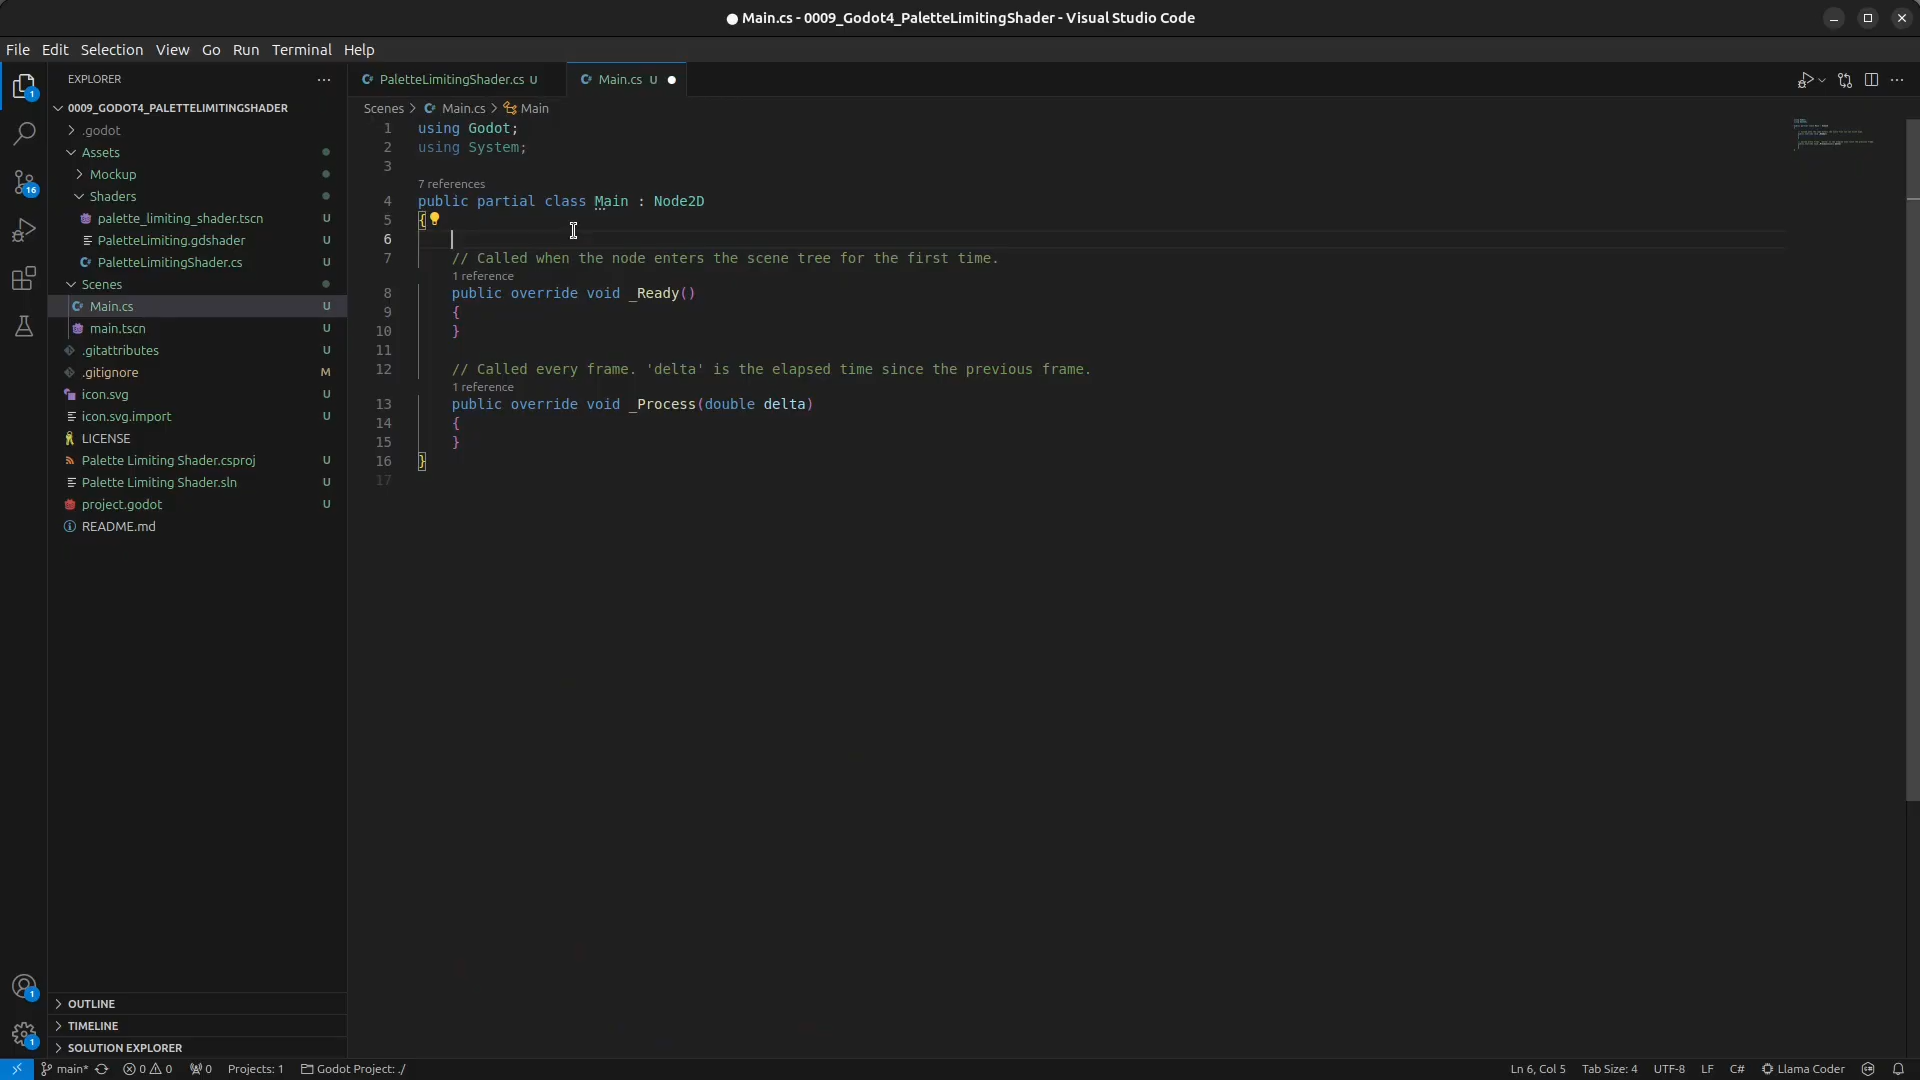 Main.cs - 0009_Godot4_PaletteLimitingShader - Visual Studio Code
File Edit Selection View Go Run Terminal Help
EXPLORER
0009_GODOT4_PALETTELIMITINGSHADER
.godot
Assets
Mockup
Shaders
palette_limiting_shader.tscn U
PaletteLimiting.gdshader U
PaletteLimitingShader.cs U
Scenes
Main.cs U
main.tscn U
.gitattributes U
.gitignore M
icon.svg U
icon.svg.import U
LICENSE
Palette Limiting Shader.csproj U
Palette Limiting Shader.sln U
project.godot U
README.md
OUTLINE
TIMELINE
SOLUTION EXPLORER
1
16
1
1
PaletteLimitingShader.cs U
Main.cs U
Scenes > Main.cs > Main
1 using Godot;
2 using System;
3
7 references
4 public partial class Main : Node2D
5 {
6
7 // Called when the node enters the scene tree for the first time.
1 reference
8 public override void _Ready()
9 {
10 }
11
12 // Called every frame. 'delta' is the elapsed time since the previous frame.
1 reference
13 public override void _Process(double delta)
14 {
15 }
16 }
17
main* 0 0 0 Projects: 1 Godot Project: ./
Ln 6, Col 5 Tab Size: 4 UTF-8 LF C# Llama Coder